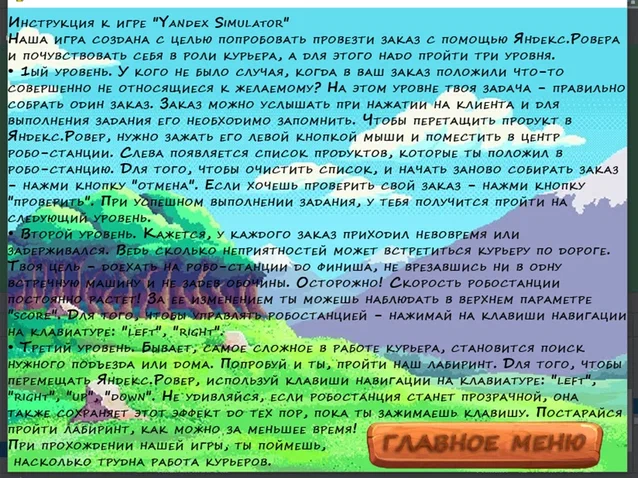 Инструкция к игре "Yandex Simulator"
Наша игра создана с целью попробовать провезти заказ с помощью Яндекс.Ровера
и почувствовать себя в роли курьера, а для этого надо пройти три уровня.
• 1ый уровень. У кого не было случая, когда в ваш заказ положили что-то
совершенно не относящиеся к желаемому? На этом уровне твоя задача - правильно
собрать один заказ. Заказ можно услышать при нажатии на клиента и для
выполнения задания его необходимо запомнить. Чтобы перетащить продукт в
Яндекс.Ровер, нужно зажать его левой кнопкой мыши и поместить в центр
робо-станции. Слева появляется список продуктов, которые ты положил в
робо-станцию. Для того, чтобы очистить список, и начать заново собирать заказ
- нажми кнопку "отмена". Если хочешь проверить свой заказ - нажми кнопку
"проверить". При успешном выполнении задания, у тебя получится пройти на
следующий уровень.
• Второй уровень. Кажется, у каждого заказ приходил невовремя или
задерживался. Ведь сколько неприятностей может встретиться курьеру по дороге.
Твоя цель - доехать на робо-станции до финиша, не врезавшись ни в одну
встречную машину и не задев обочины. Осторожно! Скорость робостанции
постоянно растет! За ее изменением ты можешь наблюдать в верхнем параметре
"score". Для того, чтобы управлять робостанцией - нажимай на клавиши навигации
на клавиатуре: "left", "right".
• Третий уровень. Бывает, самое сложное в работе курьера, становится поиск
нужного подъезда или дома. Попробуй и ты, пройти наш лабиринт. Для того, чтобы
перемещать Яндекс.Ровер, используй клавиши навигации на клавиатуре: "left",
"right", "up", "down". Не удивляйся, если робостанция станет прозрачной, она
также сохраняет этот эффект до тех пор, пока ты зажимаешь клавишу. Постарайся
пройти лабиринт, как можно за меньшее время!
При прохождении нашей игры, ты поймешь,
насколько трудна работа курьеров.
ГЛАВНОЕ МЕНЮ